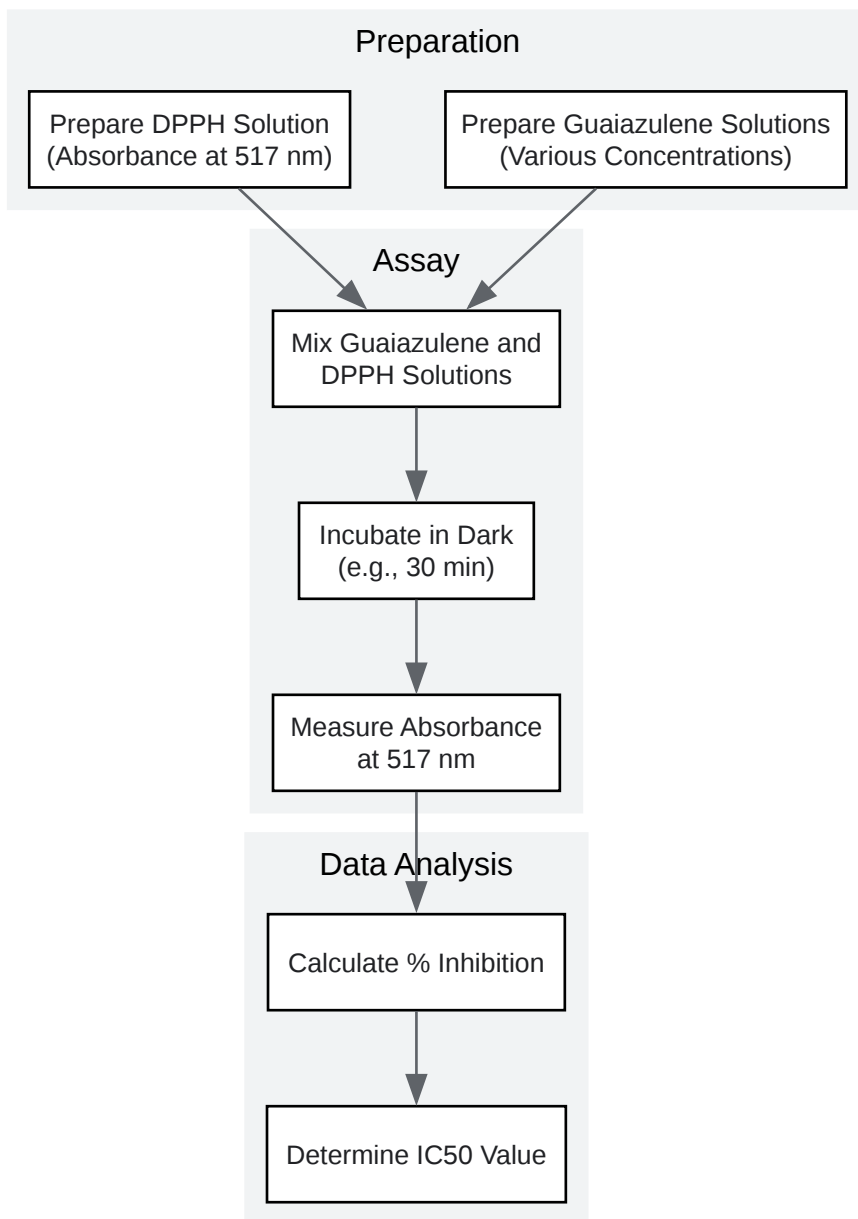 Preparation
Prepare DPPH Solution
(Absorbance at 517 nm)
Prepare Guaiazulene Solutions
(Various Concentrations)
Assay
Mix Guaiazulene and
DPPH Solutions
Incubate in Dark
(e.g., 30 min)
Measure Absorbance
at 517 nm
Data Analysis
Calculate % Inhibition
Determine IC50 Value